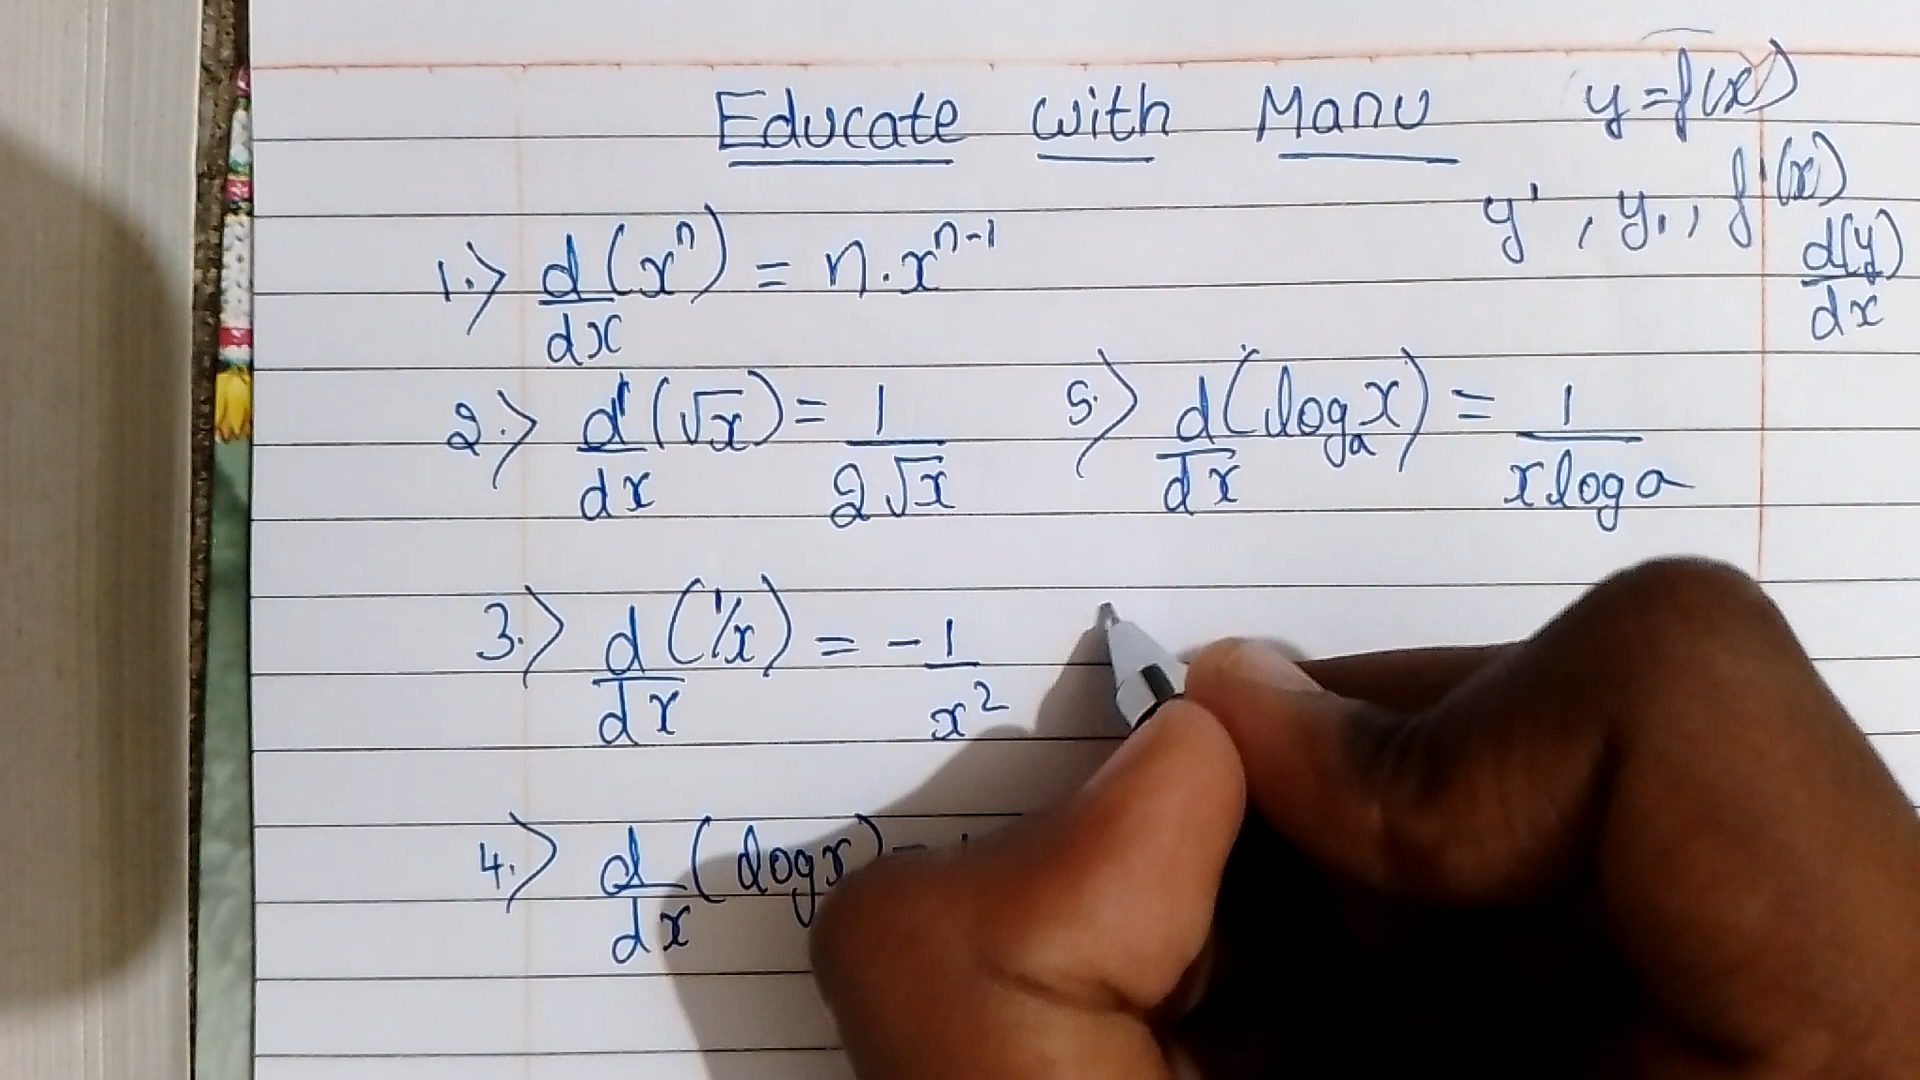 Educate with Manu
y = f(x)
y', y₁, f'(x)
d(y)/dx
1.) d/dx (xⁿ) = n.xⁿ⁻¹
2.) d/dx (√x) = 1/2√x
5.) d/dx (logₐx) = 1/x log a
3.) d/dx (1/x) = -1/x²
4.) d/dx (log x) =